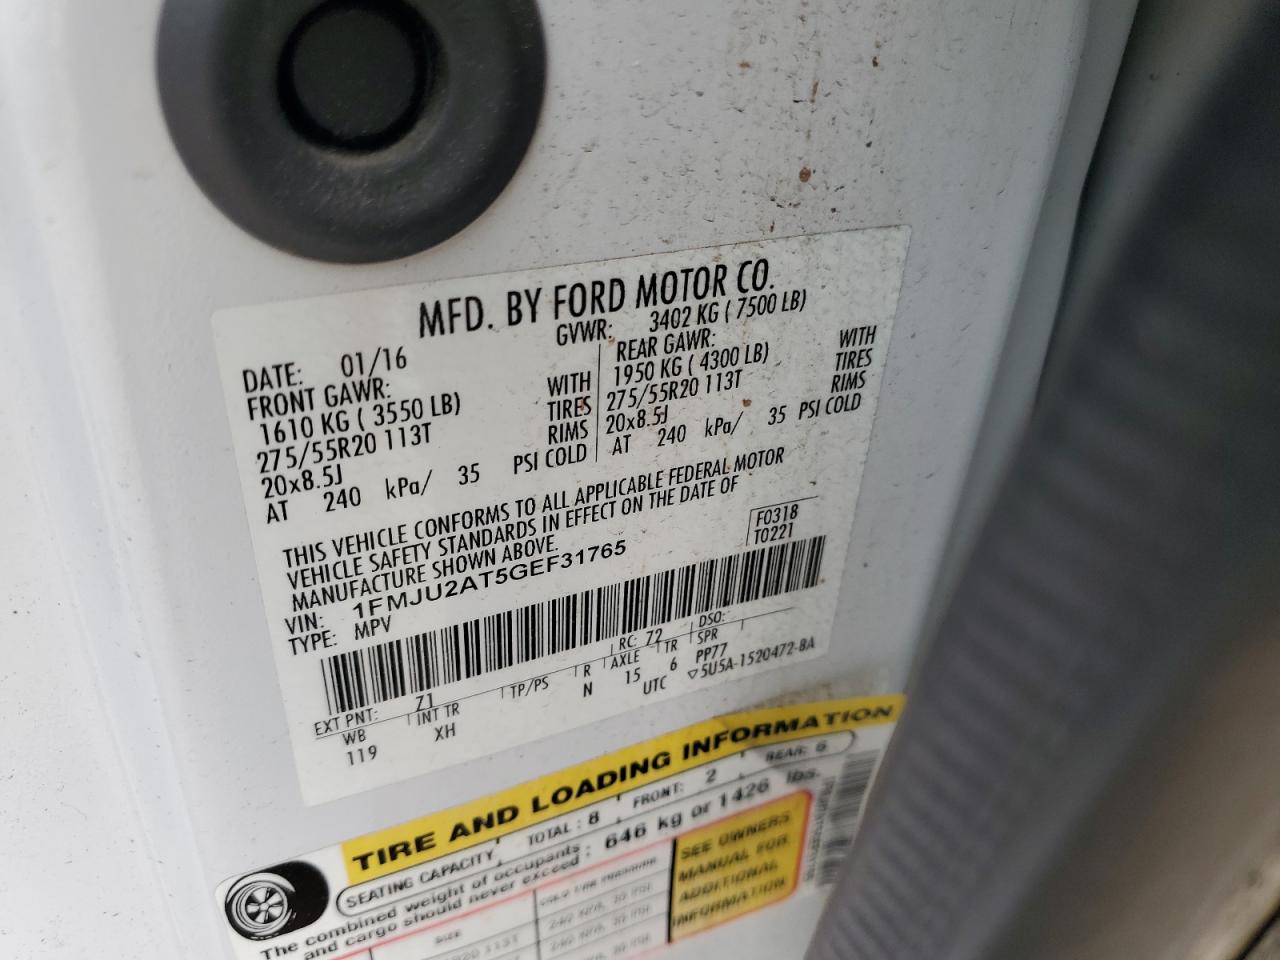 MFD. BY FORD MOTOR CO.
DATE: 01/16
GVWR: 3402 KG ( 7500 LB)
FRONT GAWR:
1610 KG ( 3550 LB) WITH
275/55R20 113T TIRES
20x8.5J RIMS
AT 240 kPa/ 35 PSI COLD
REAR GAWR: WITH
1950 KG ( 4300 LB) TIRES
275/55R20 113T RIMS
20x8.5J
AT 240 kPa/ 35 PSI COLD
THIS VEHICLE CONFORMS TO ALL APPLICABLE FEDERAL MOTOR
VEHICLE SAFETY STANDARDS IN EFFECT ON THE DATE OF
MANUFACTURE SHOWN ABOVE.
F0318
T0221
VIN: 1FMJU2AT5GEF31765
TYPE: MPV
EXT PNT: Z1 RC: 72 DSO:
WB INT TR TP/PS R AXLE TR SPR
119 XH N 15 6 PP77
UTC ▽5U5A-1520472-BA
TIRE AND LOADING INFORMATION
SEATING CAPACITY TOTAL : 8 FRONT: 2 REAR: 6
The combined weight of occupants
and cargo should never exceed : 646 kg or 1426 lbs.
SIZE
SEE OWNERS
MANUAL FOR
ADDITIONAL
INFORMATION